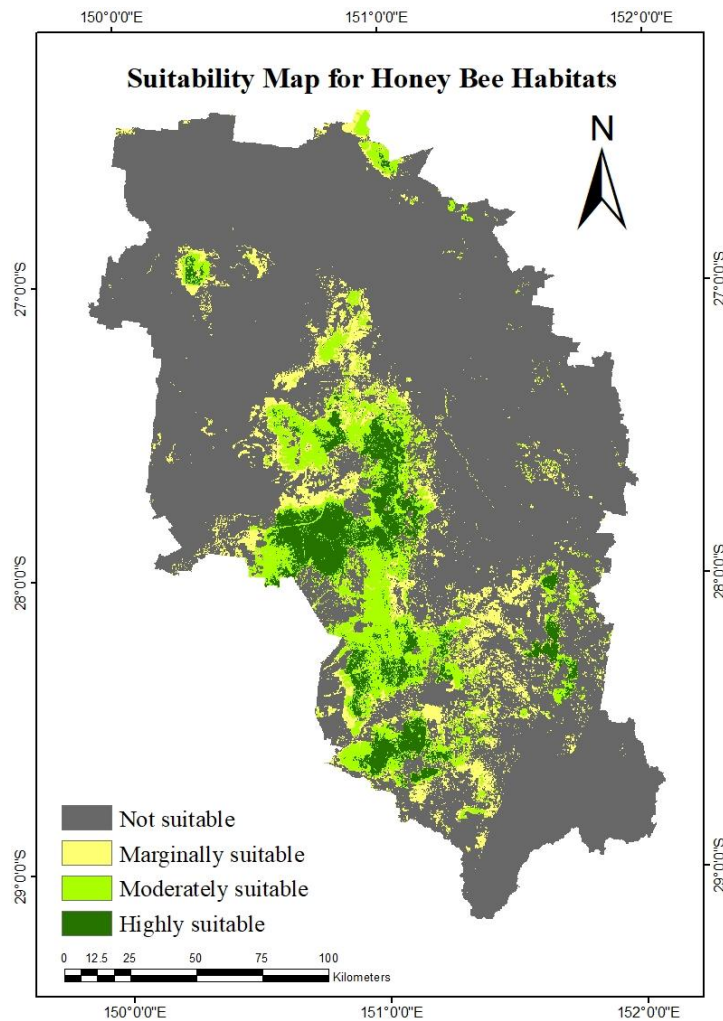 150°0'0"E 151°0'0"E 152°0'0"E
Suitability Map for Honey Bee Habitats
N
27°0'0"S 27°0'0"S
28°0'0"S 28°0'0"S
29°0'0"S 29°0'0"S
Not suitable
Marginally suitable
Moderately suitable
Highly suitable
0 12.5 25 50 75 100
Kilometers
150°0'0"E 151°0'0"E 152°0'0"E